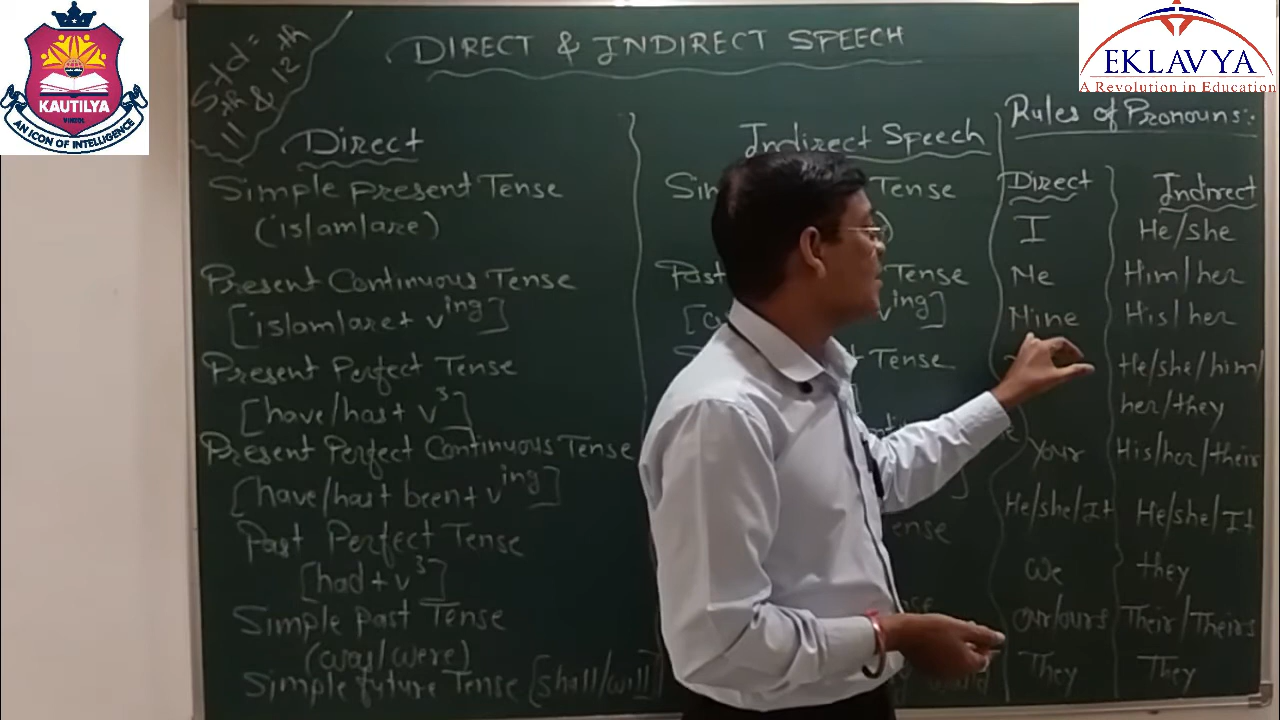 KAUTILYA
VINZOL
AN ICON OF INTELLIGENCE
EKLAVYA
A Revolution in Education
Std:-
11th & 12th
DIRECT & INDIRECT SPEECH
Direct
Simple present Tense
(is/am/are)
Present Continuous Tense
[is/am/are + v ing]
Present Perfect Tense
[have/has + v3]
Present Perfect Continuous Tense
[have/has + been + v ing]
Past Perfect Tense
[had + v3]
Simple Past Tense
(was/were)
Simple future Tense [shall/will]
Indirect Speech
Tense
Past Tense
v ing]
Tense
Rules of Pronouns:-
Direct Indirect
I He/she
Me Him/her
Mine His/her
He/she/him/
her/they
Your His/her/their
He/she/It He/she/It
we they
our/ours Their/Theirs
They They